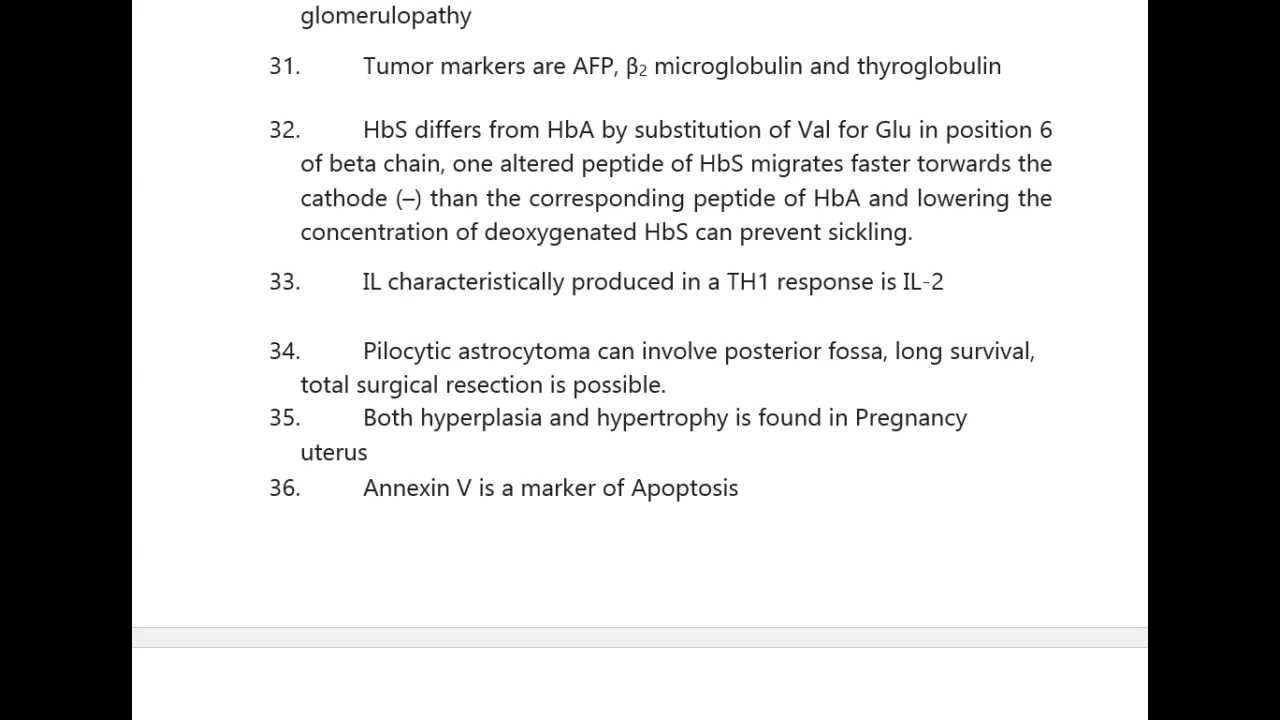 glomerulopathy
31. Tumor markers are AFP, β₂ microglobulin and thyroglobulin
32. HbS differs from HbA by substitution of Val for Glu in position 6
of beta chain, one altered peptide of HbS migrates faster torwards the
cathode (–) than the corresponding peptide of HbA and lowering the
concentration of deoxygenated HbS can prevent sickling.
33. IL characteristically produced in a TH1 response is IL-2
34. Pilocytic astrocytoma can involve posterior fossa, long survival,
total surgical resection is possible.
35. Both hyperplasia and hypertrophy is found in Pregnancy
uterus
36. Annexin V is a marker of Apoptosis